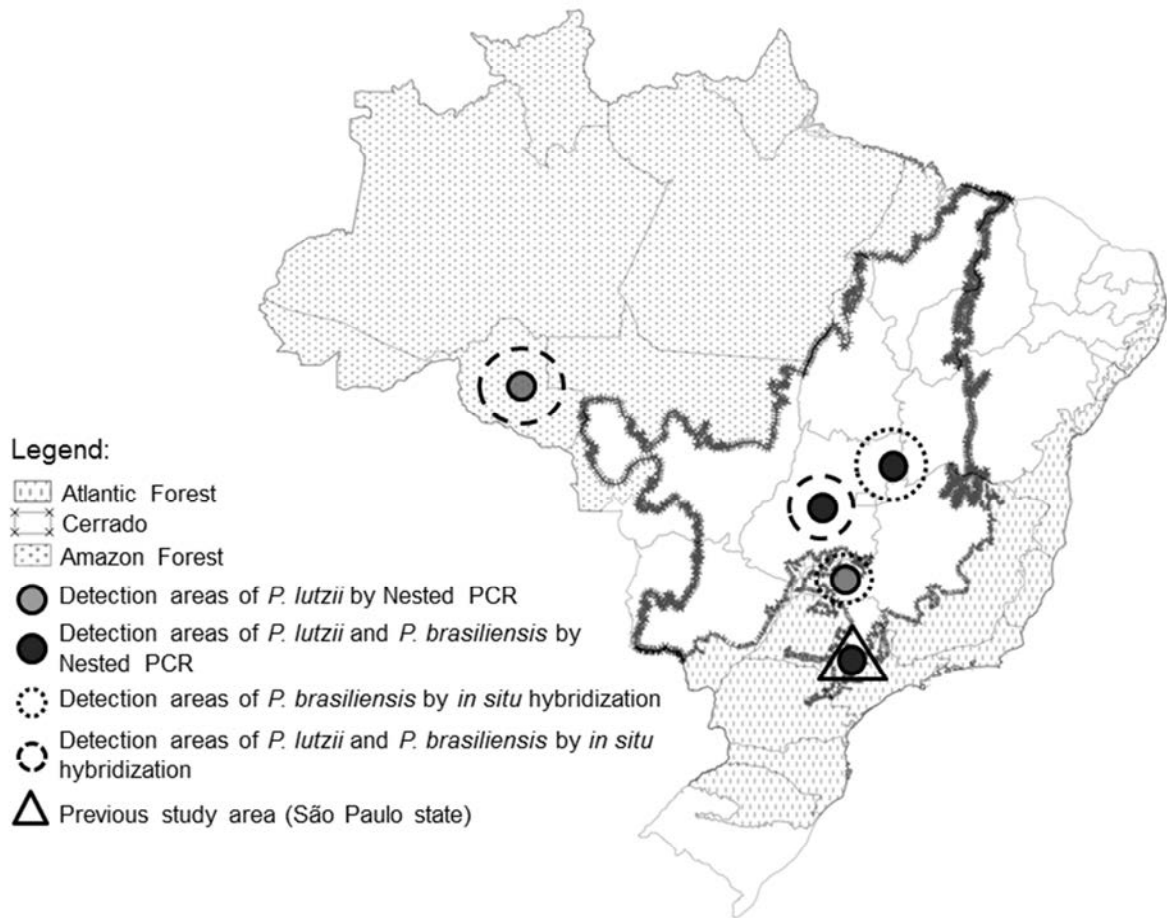 Legend:
Atlantic Forest
Cerrado
Amazon Forest
Detection areas of P. lutzii by Nested PCR
Detection areas of P. lutzii and P. brasiliensis by
Nested PCR
Detection areas of P. brasiliensis by in situ hybridization
Detection areas of P. lutzii and P. brasiliensis by in situ
hybridization
Previous study area (São Paulo state)